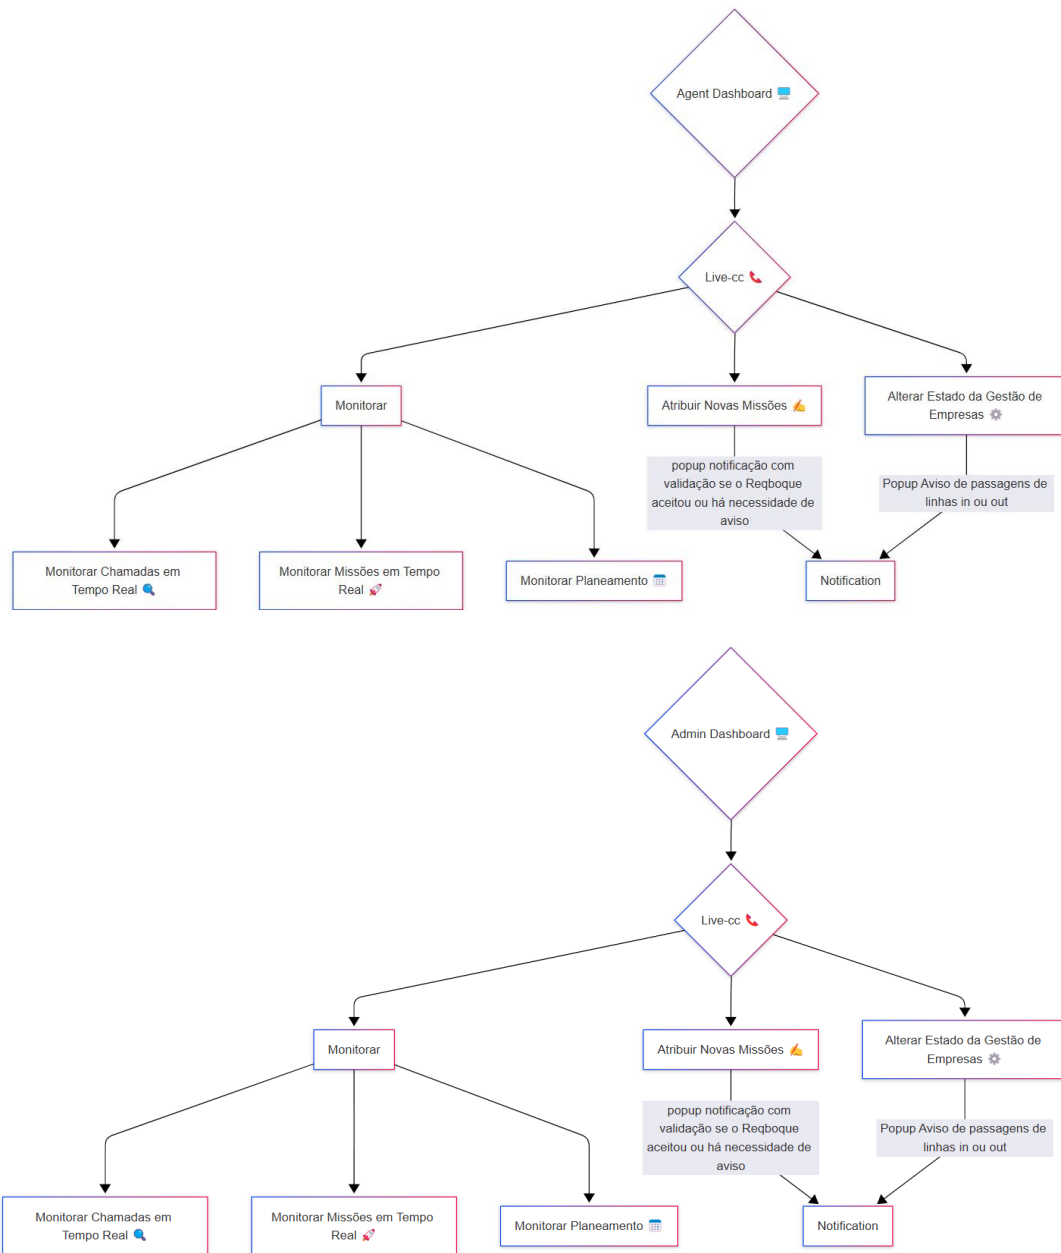 Agent Dashboard 🖥️
Live-cc 📞
Monitorar
Atribuir Novas Missões ✍️
Alterar Estado da Gestão de
Empresas ⚙️
popup notificação com
validação se o Reqboque
aceitou ou há necessidade de
aviso
Popup Aviso de passagens de
linhas in ou out
Monitorar Chamadas em
Tempo Real 🔍
Monitorar Missões em Tempo
Real 🚀
Monitorar Planeamento 📅
Notification
Admin Dashboard 🖥️
Live-cc 📞
Monitorar
Atribuir Novas Missões ✍️
Alterar Estado da Gestão de
Empresas ⚙️
popup notificação com
validação se o Reqboque
aceitou ou há necessidade de
aviso
Popup Aviso de passagens de
linhas in ou out
Monitorar Chamadas em
Tempo Real 🔍
Monitorar Missões em Tempo
Real 🚀
Monitorar Planeamento 📅
Notification